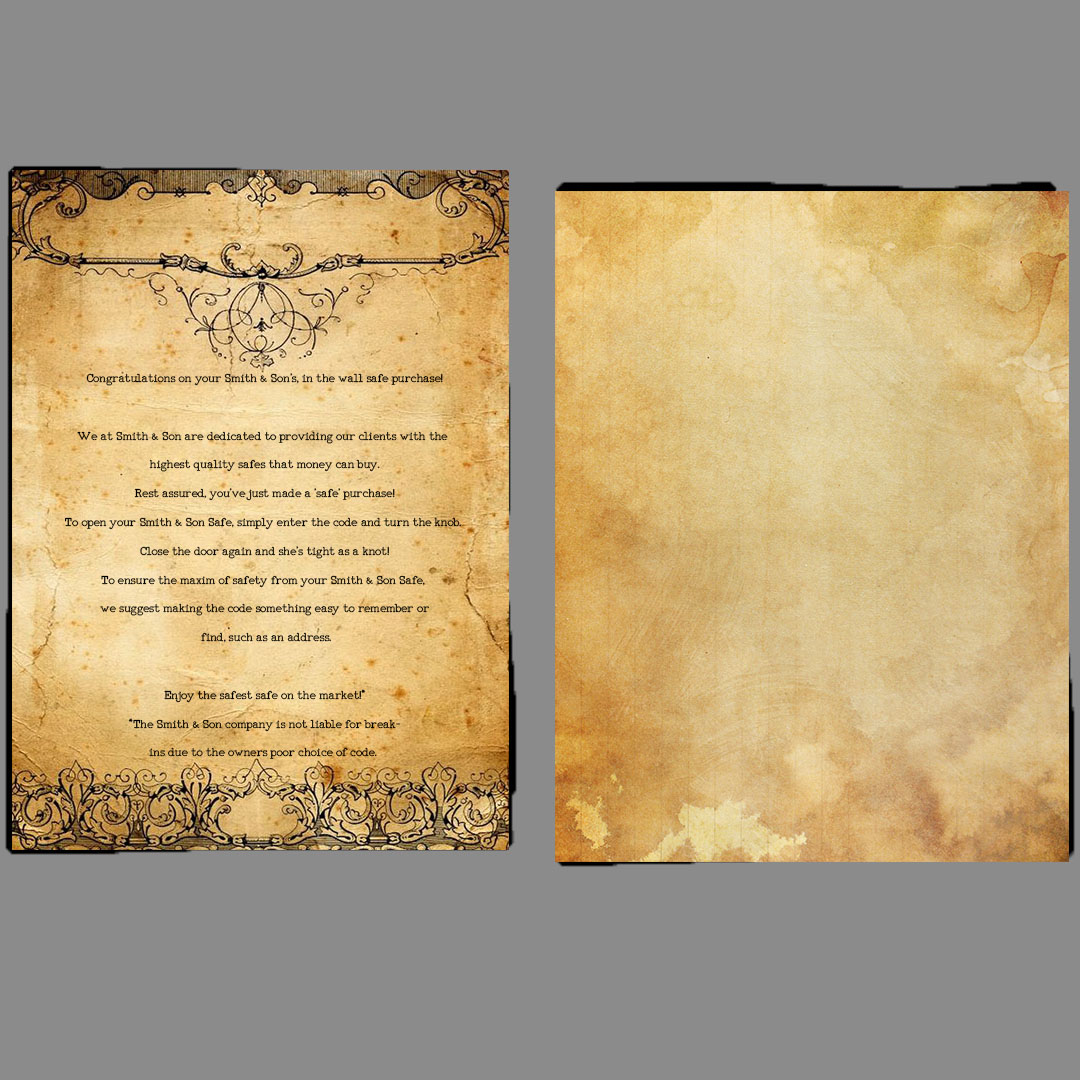 Congratulations on your Smith & Son's, in the wall safe purchase!
We at Smith & Son are dedicated to providing our clients with the
highest quality safes that money can buy.
Rest assured, you've just made a 'safe' purchase!
To open your Smith & Son Safe, simply enter the code and turn the knob.
Close the door again and she's tight as a knot!
To ensure the maxim of safety from your Smith & Son Safe,
we suggest making the code something easy to remember or
find, such as an address.
Enjoy the safest safe on the market!*
*The Smith & Son company is not liable for break-
ins due to the owners poor choice of code.